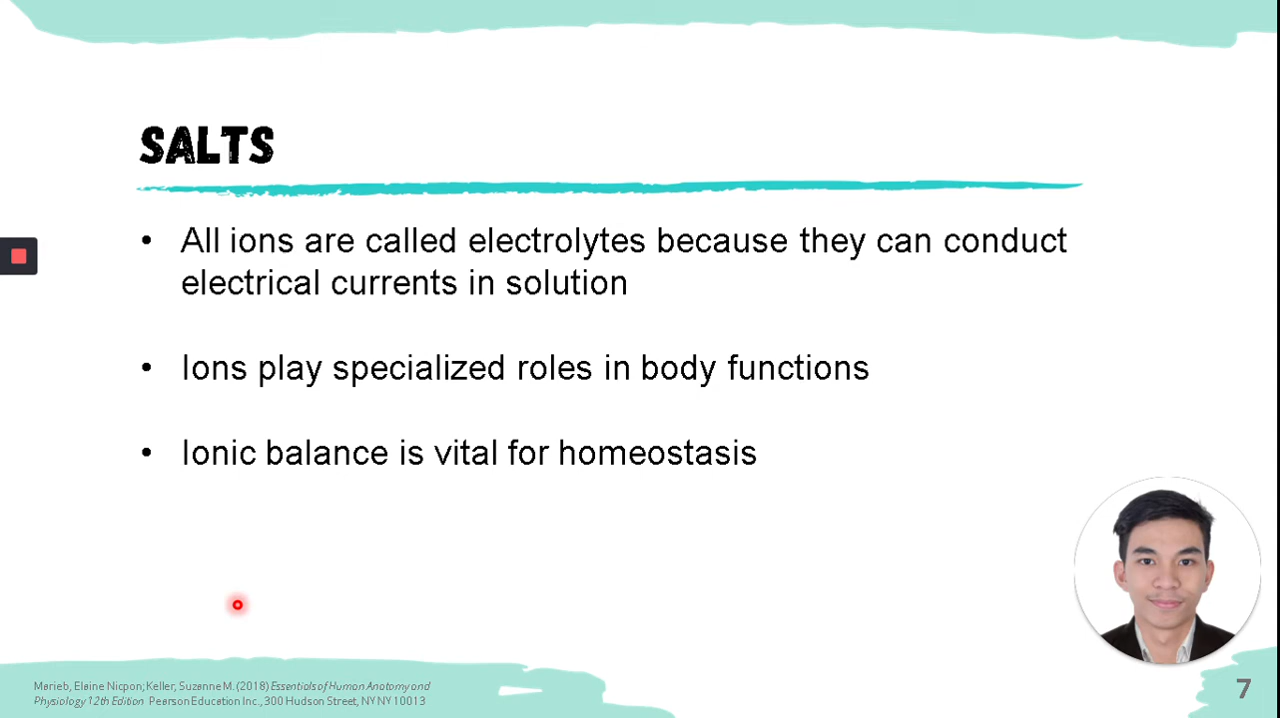 SALTS
• All ions are called electrolytes because they can conduct
electrical currents in solution
• Ions play specialized roles in body functions
• Ionic balance is vital for homeostasis
Marieb, Elaine Nicpon; Keller, Suzanne M. (2018) Essentials of Human Anatomy and
Physiology 12th Edition Pearson Education Inc., 300 Hudson Street, NY NY 10013
7